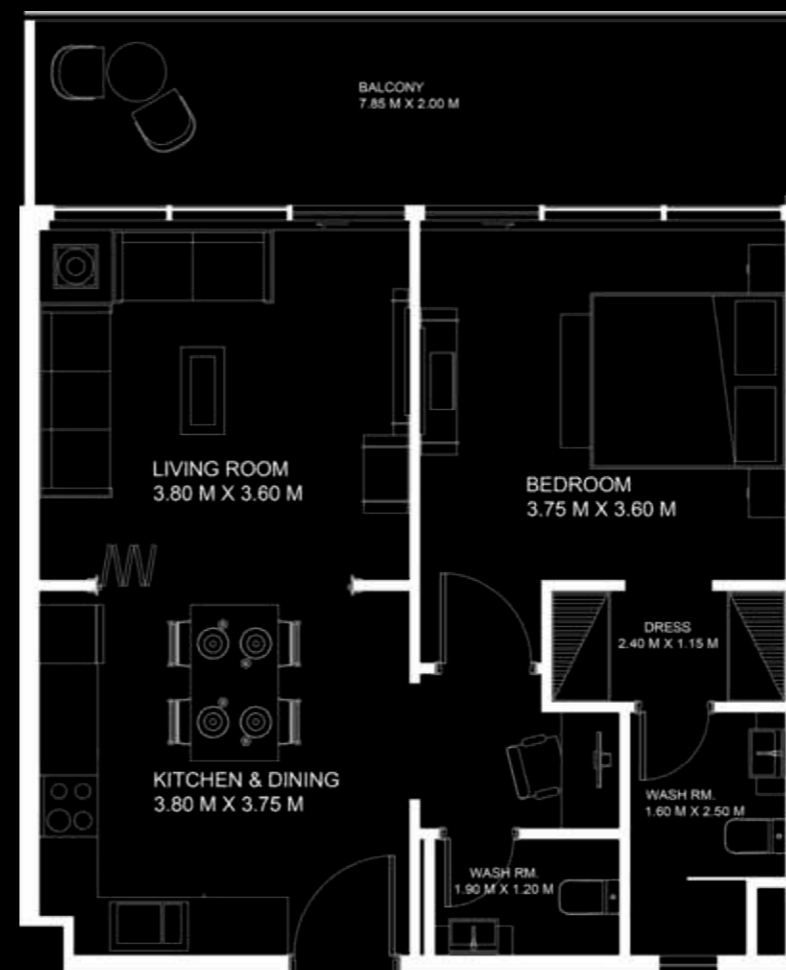 BALCONY
7.85 M X 2.00 M
LIVING ROOM
3.80 M X 3.60 M
BEDROOM
3.75 M X 3.60 M
DRESS
2.40 M X 1.15 M
KITCHEN & DINING
3.80 M X 3.75 M
WASH RM.
1.60 M X 2.50 M
WASH RM.
1.90 M X 1.20 M